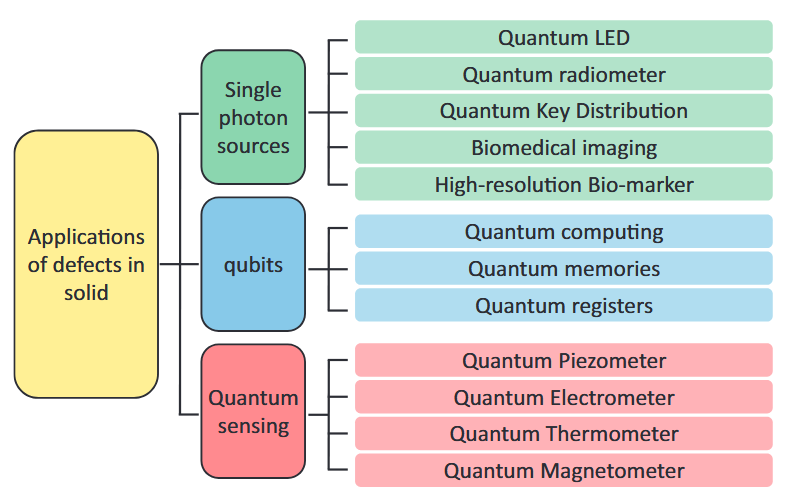 Applications
of defects in
solid
Single
photon
sources
Quantum LED
Quantum radiometer
Quantum Key Distribution
Biomedical imaging
High-resolution Bio-marker
qubits
Quantum computing
Quantum memories
Quantum registers
Quantum
sensing
Quantum Piezometer
Quantum Electrometer
Quantum Thermometer
Quantum Magnetometer